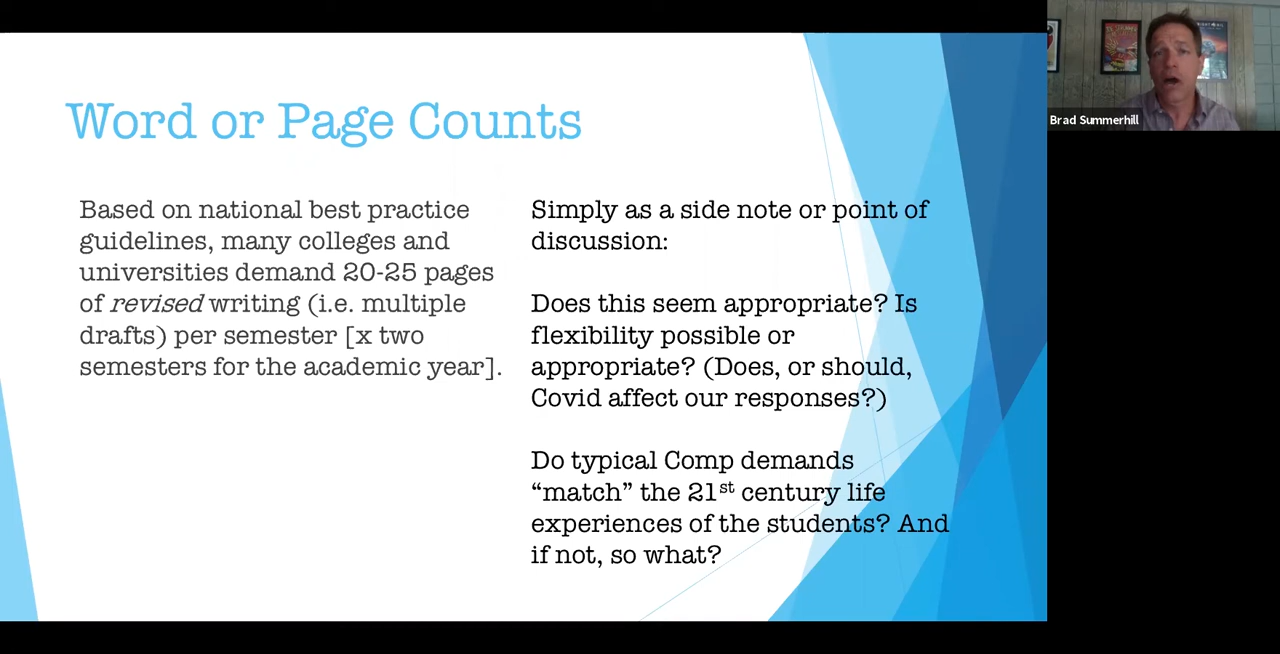 Word or Page Counts
Based on national best practice
guidelines, many colleges and
universities demand 20-25 pages
of revised writing (i.e. multiple
drafts) per semester [x two
semesters for the academic year].
Simply as a side note or point of
discussion:
Does this seem appropriate? Is
flexibility possible or
appropriate? (Does, or should,
Covid affect our responses?)
Do typical Comp demands
“match” the 21st century life
experiences of the students? And
if not, so what?
Brad Summerhill